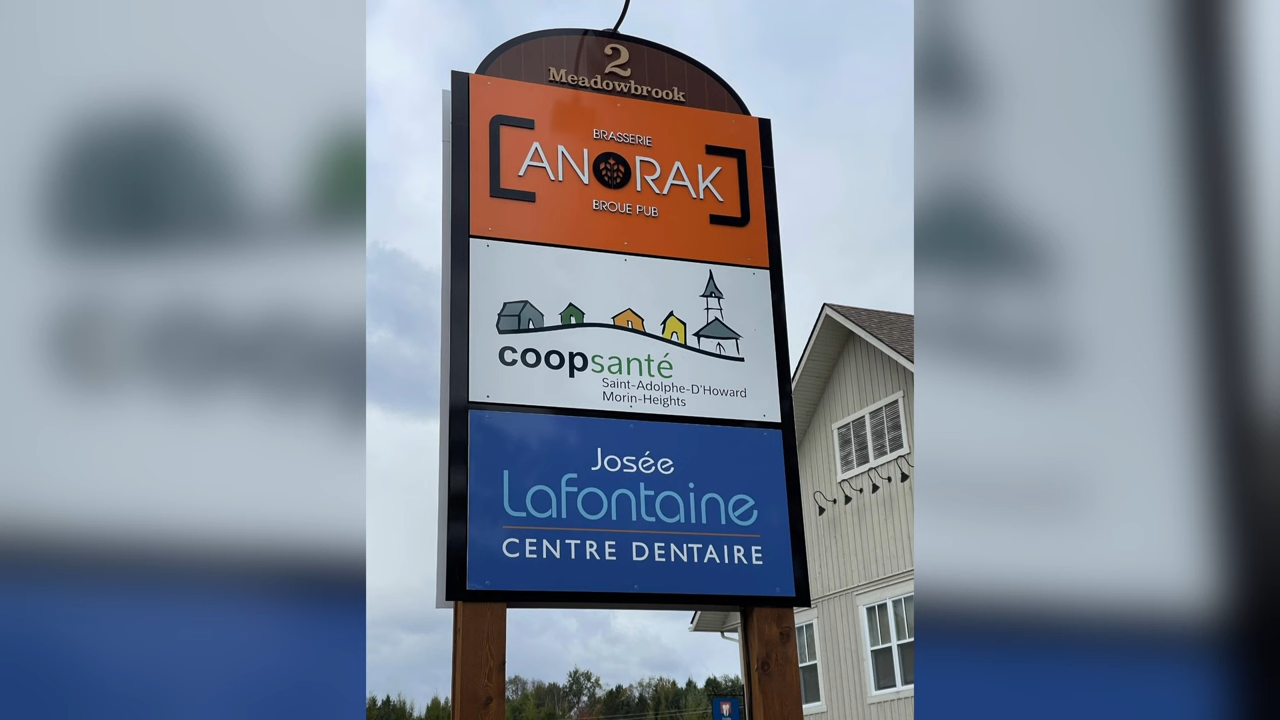 2
Meadowbrook
BRASSERIE
ANORAK
BROUE PUB
coopsanté
Saint-Adolphe-D'Howard
Morin-Heights
Josée
Lafontaine
CENTRE DENTAIRE